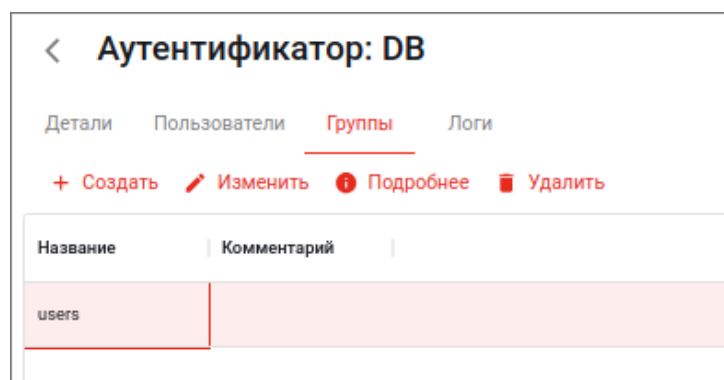 Аутентификатор: DB
Детали Пользователи Группы Логи
+ Создать Изменить Подробнее Удалить
Название Комментарий
users